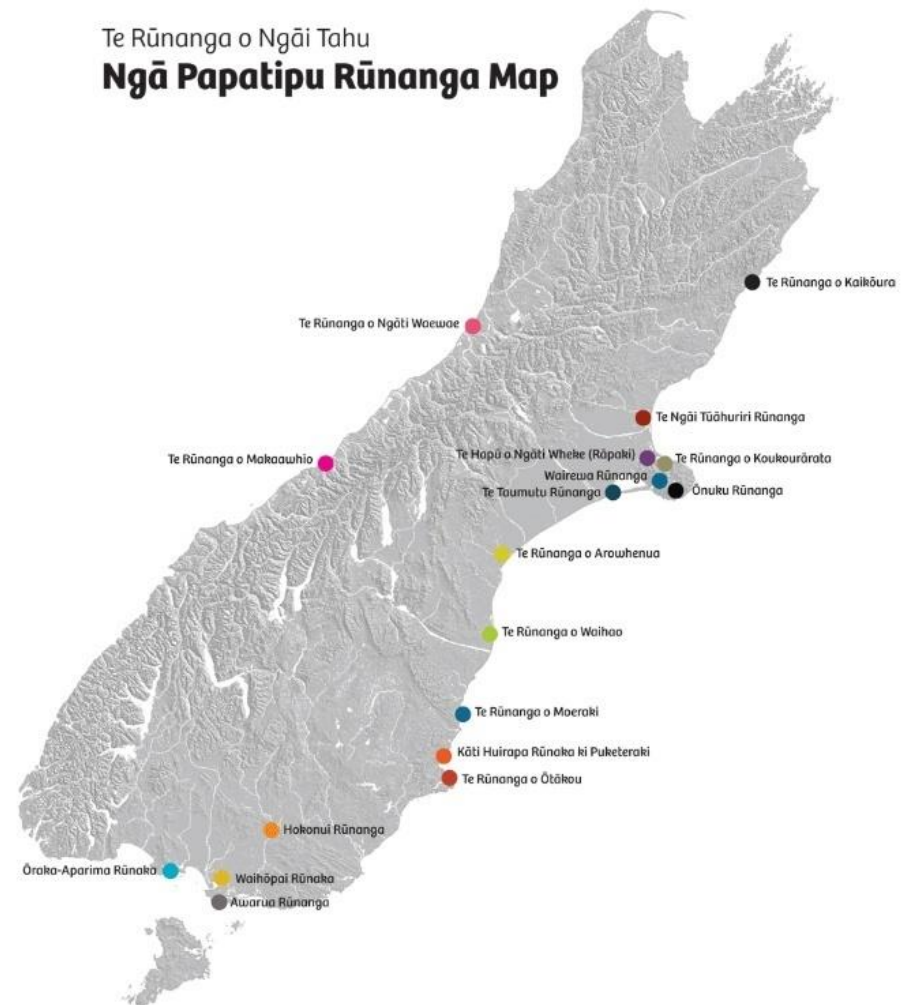 Te Rūnanga o Ngāi Tahu
Ngā Papatipu Rūnanga Map
Te Rūnanga o Kaikōura
Te Rūnanga o Ngāti Waewae
Te Ngāi Tūāhuriri Rūnanga
Te Hapū o Ngāti Wheke (Rāpaki)
Te Rūnanga o Koukourārata
Te Rūnanga o Makaawhio
Wairewa Rūnanga
Te Taumutu Rūnanga
Ōnuku Rūnanga
Te Rūnanga o Arowhenua
Te Rūnanga o Waihao
Te Rūnanga o Moeraki
Kāti Huirapa Rūnaka ki Puketeraki
Te Rūnanga o Ōtākou
Hokonui Rūnanga
Ōraka-Aparima Rūnaka
Waihōpai Rūnaka
Awarua Rūnanga